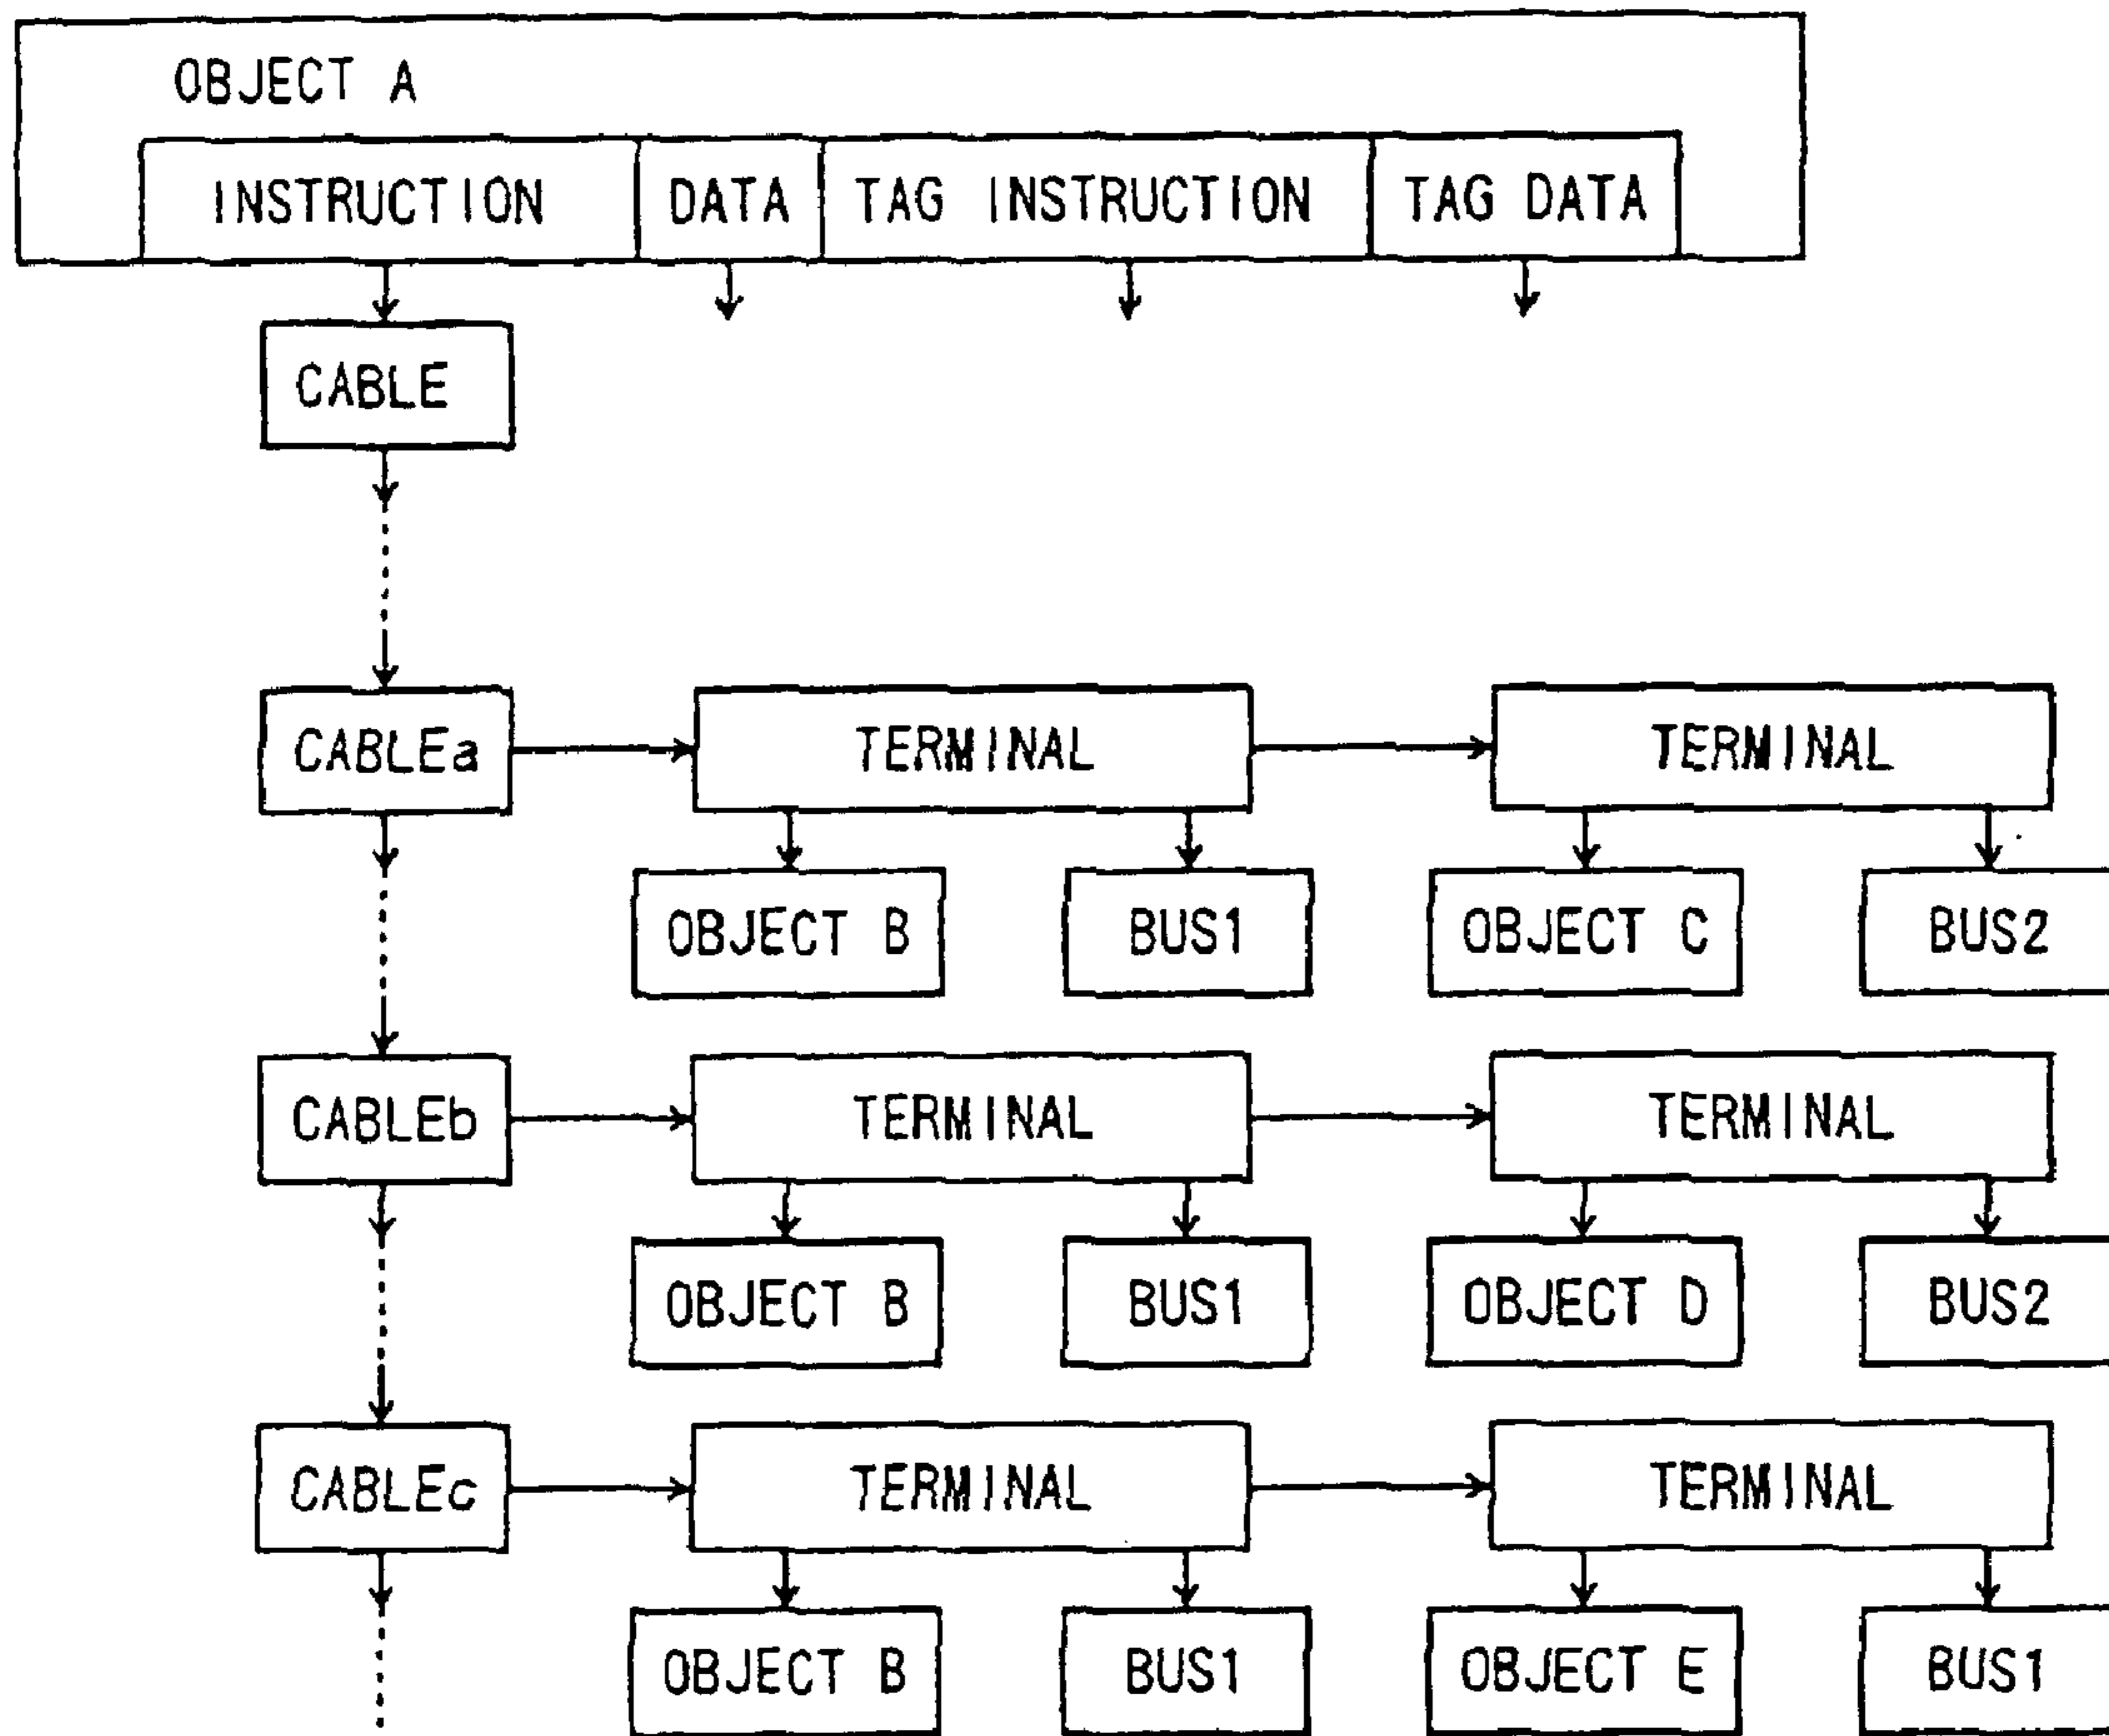 OBJECT A
INSTRUCTION DATA TAG INSTRUCTION TAG DATA
CABLE
CABLEa TERMINAL TERMINAL
OBJECT B BUS1 OBJECT C BUS2
CABLEb TERMINAL TERMINAL
OBJECT B BUS1 OBJECT D BUS2
CABLEc TERMINAL TERMINAL
OBJECT B BUS1 OBJECT E BUS1